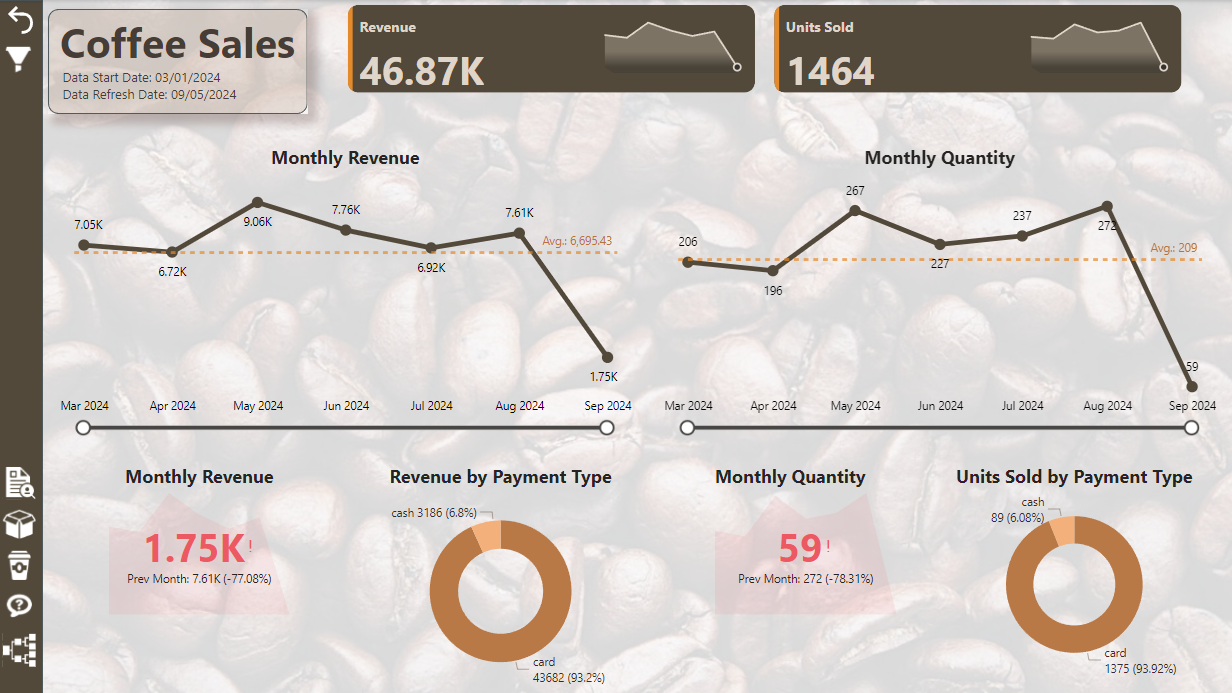 Coffee Sales
Data Start Date: 03/01/2024
Data Refresh Date: 09/05/2024
Revenue
46.87K
Units Sold
1464
Monthly Revenue
7.05K
6.72K
9.06K
7.76K
6.92K
7.61K
1.75K
Avg.: 6,695.43
Mar 2024 Apr 2024 May 2024 Jun 2024 Jul 2024 Aug 2024 Sep 2024
Monthly Quantity
206
196
267
227
237
272
59
Avg.: 209
Mar 2024 Apr 2024 May 2024 Jun 2024 Jul 2024 Aug 2024 Sep 2024
Monthly Revenue
1.75K!
Prev Month: 7.61K (-77.08%)
Revenue by Payment Type
cash 3186 (6.8%)
card
43682 (93.2%)
Monthly Quantity
59!
Prev Month: 272 (-78.31%)
Units Sold by Payment Type
cash
89 (6.08%)
card
1375 (93.92%)